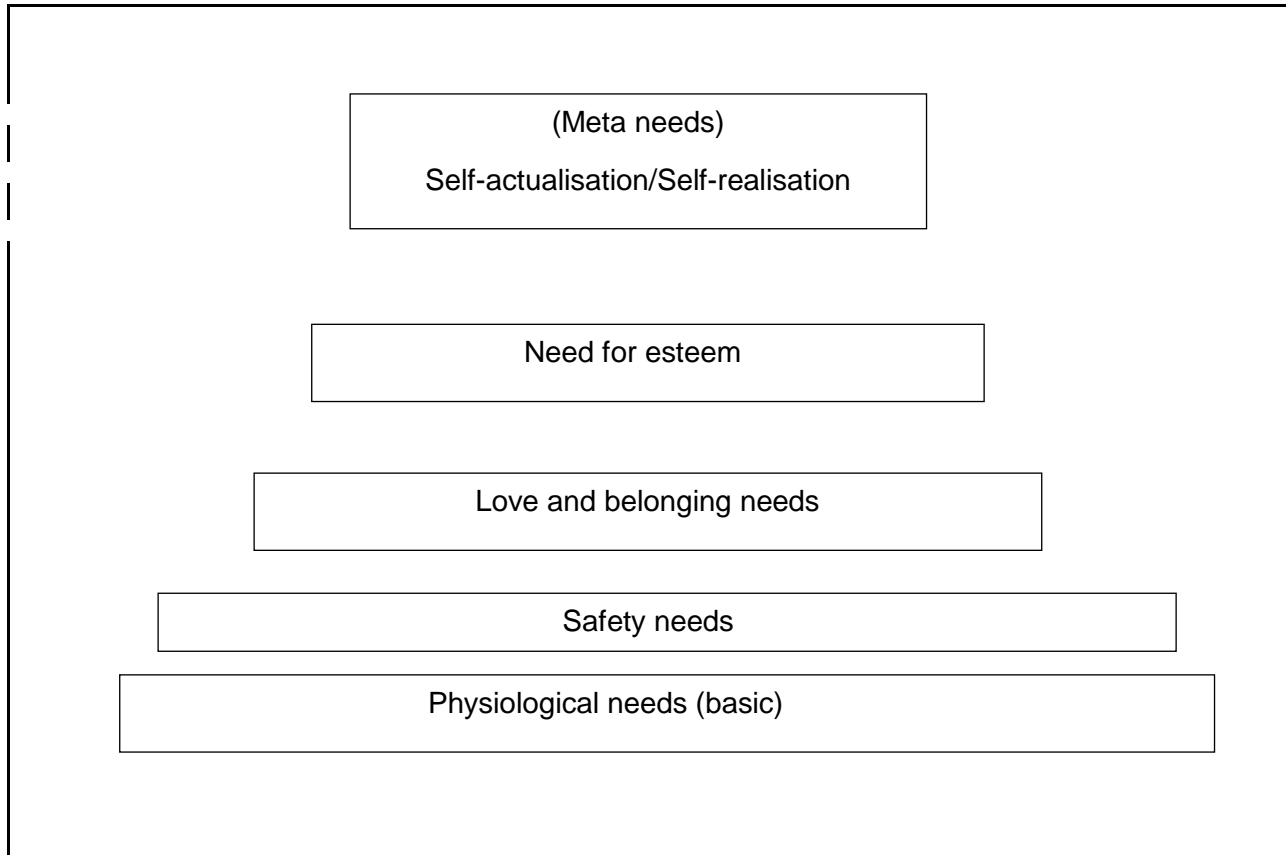 (Meta needs)
Self-actualisation/Self-realisation
Need for esteem
Love and belonging needs
Safety needs
Physiological needs (basic)